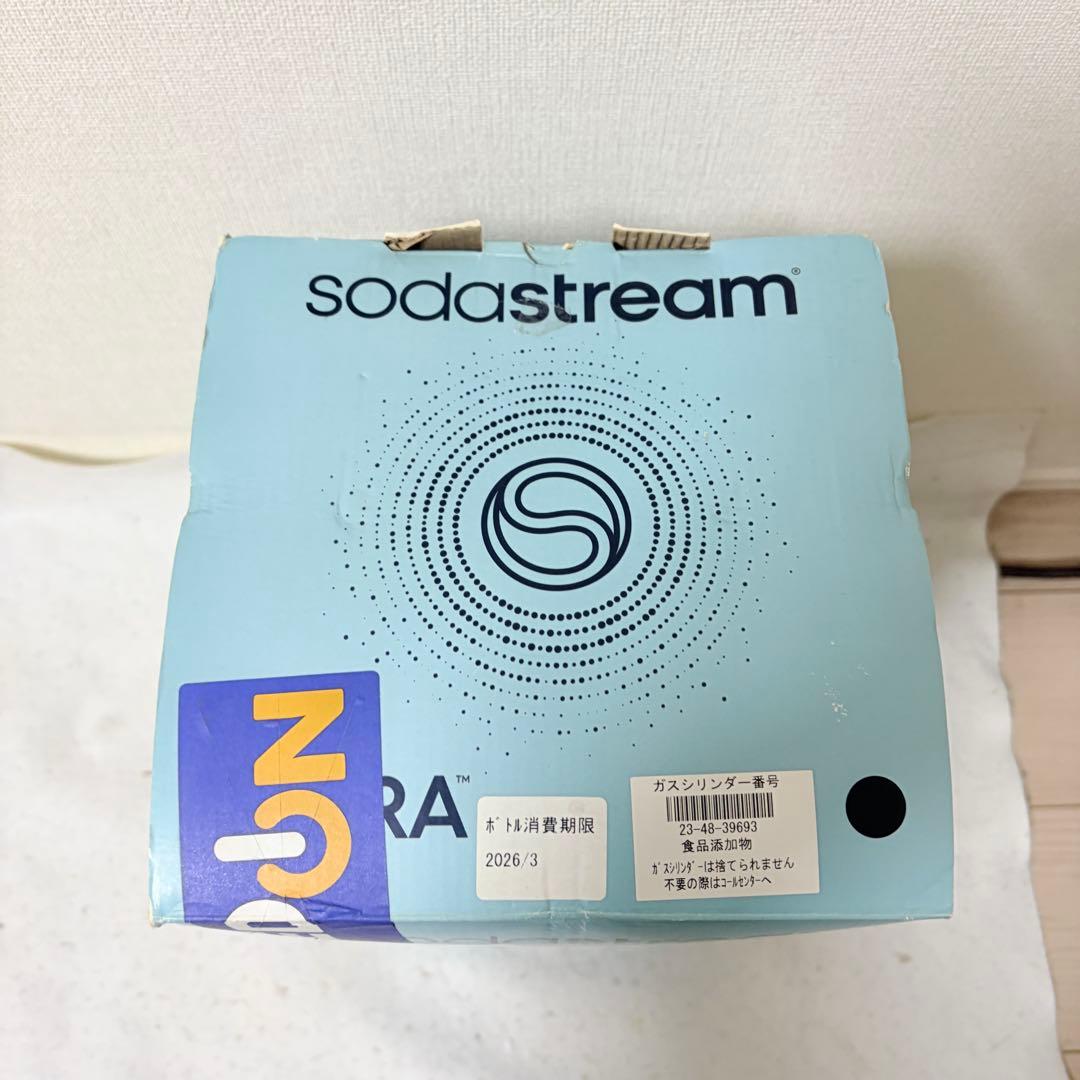 sodastream®
RA™
ボトル消費期限
2026/3
ガスシリンダー番号
23-48-39693
食品添加物
ガスシリンダーは捨てられません
不要の際はコールセンターへ